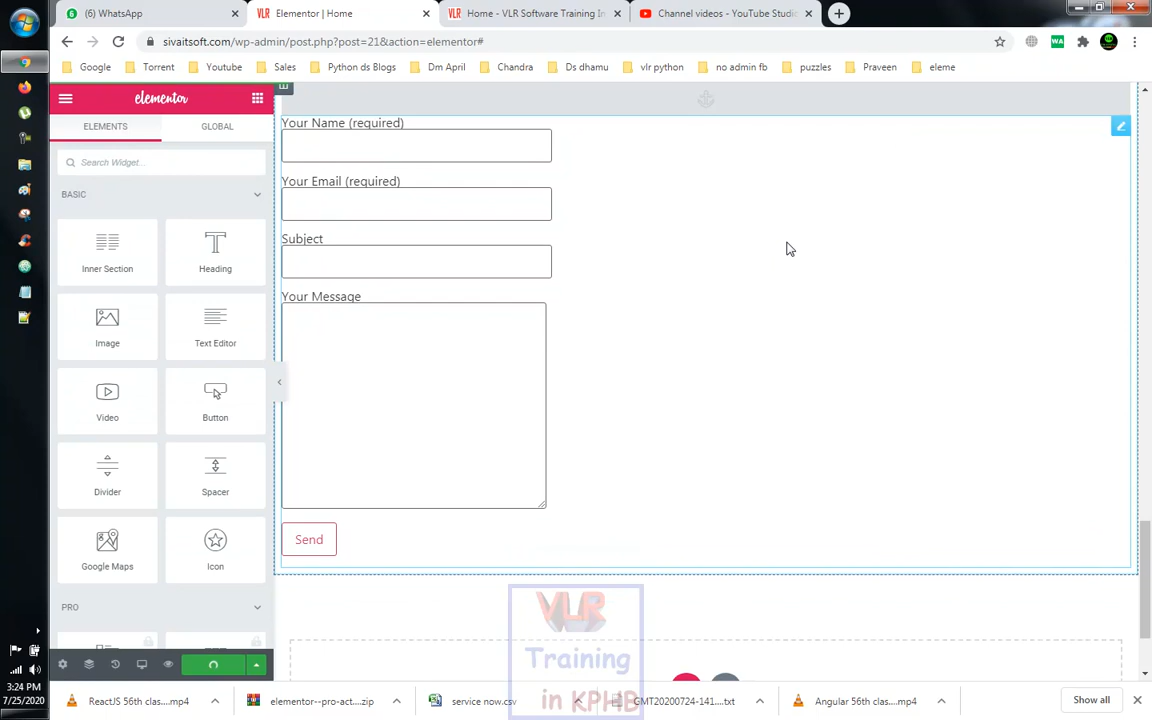 (6) WhatsApp
Elementor | Home
Home - VLR Software Training In
Channel videos - YouTube Studio
sivaitsoft.com/wp-admin/post.php?post=21&action=elementor#
Google
Torrent
Youtube
Sales
Python ds Blogs
Dm April
Chandra
Ds dhamu
vlr python
no admin fb
puzzles
Praveen
eleme
elementor
ELEMENTS
GLOBAL
Search Widget...
BASIC
Inner Section
Heading
Image
Text Editor
Video
Button
Divider
Spacer
Google Maps
Icon
PRO
Your Name (required)
Your Email (required)
Subject
Your Message
Send
VLR
Training
in KPHB
3:24 PM
7/25/2020
ReactJS 56th clas....mp4
elementor--pro-act....zip
service now.csv
GMT20200724-141....txt
Angular 56th clas....mp4
Show all